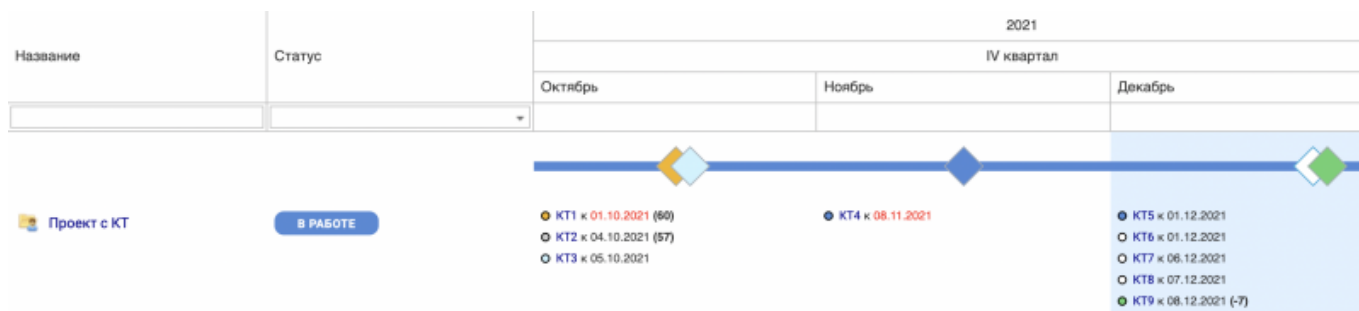 2021
Название
Статус
IV квартал
Октябрь
Ноябрь
Декабрь
Проект с КТ
В РАБОТЕ
КТ1 к 01.10.2021 (60)
КТ2 к 04.10.2021 (57)
КТ3 к 05.10.2021
КТ4 к 08.11.2021
КТ5 к 01.12.2021
КТ6 к 01.12.2021
КТ7 к 06.12.2021
КТ8 к 07.12.2021
КТ9 к 08.12.2021 (-7)